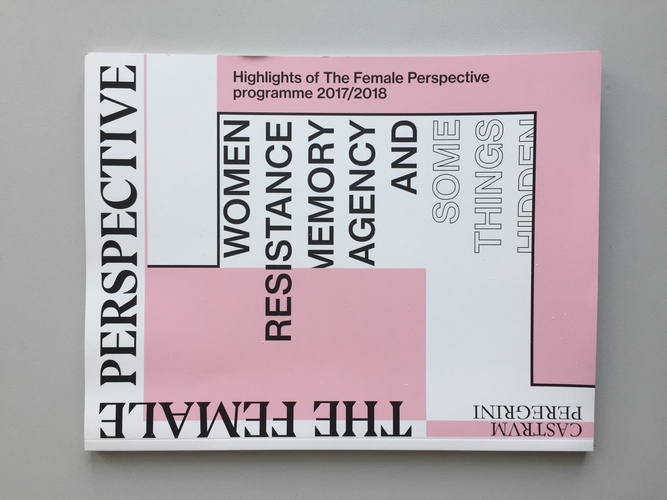 Highlights of The Female Perspective
programme 2017/2018
THE FEMALE
PERSPECTIVE
WOMEN
RESISTANCE
MEMORY
AGENCY
AND
SOME
THINGS
HIDDEN
CASTRVM
PEREGRINI